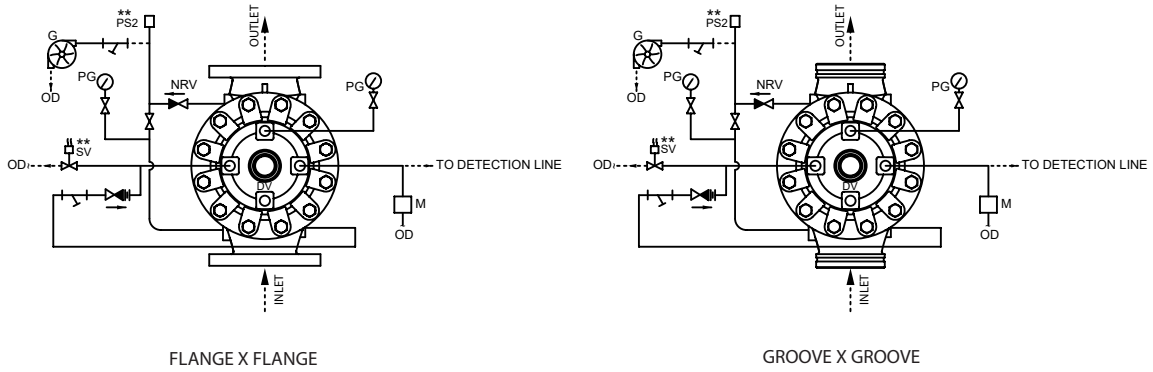 **
PS2
OUTLET
G
PG
NRV
PG
OD
**
SV
OD
TO DETECTION LINE
DV
M
OD
INLET
FLANGE X FLANGE
**
PS2
OUTLET
G
PG
NRV
PG
OD
**
SV
OD
TO DETECTION LINE
DV
M
OD
INLET
GROOVE X GROOVE